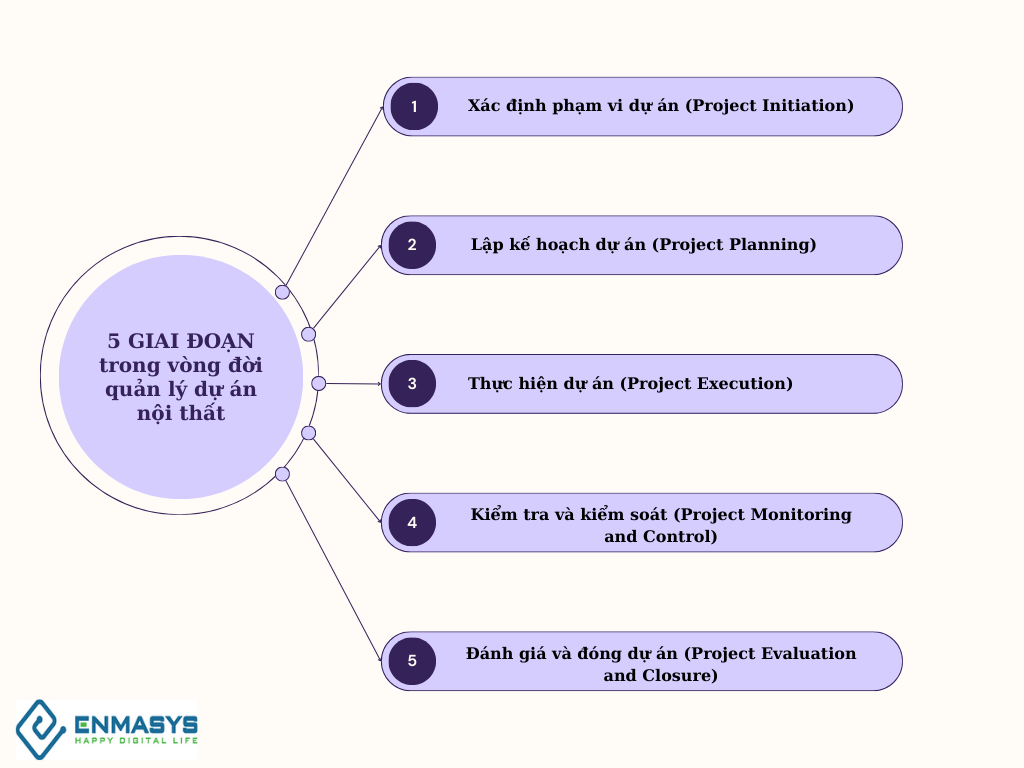 5 GIAI ĐOẠN
trong vòng đời
quản lý dự án
nội thất
1
Xác định phạm vi dự án (Project Initiation)
2
Lập kế hoạch dự án (Project Planning)
3
Thực hiện dự án (Project Execution)
4
Kiểm tra và kiểm soát (Project Monitoring
and Control)
5
Đánh giá và đóng dự án (Project Evaluation
and Closure)
ENMASYS
HAPPY DIGITAL LIFE